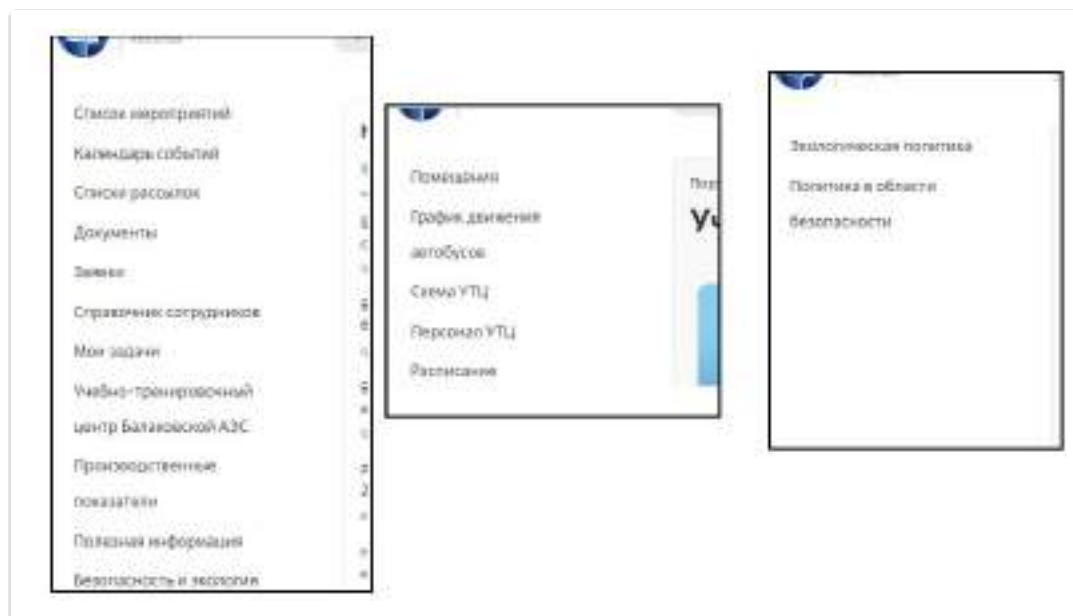 Список мероприятий
Календарь событий
Списки рассылок
Документы
Заявки
Справочник сотрудников
Мои задачи
Учебно-тренировочный
центр Балаковской АЭС
Производственные
показатели
Полезная информация
Безопасность и экология
Помещения
График движения
автобусов
Схема УТЦ
Персонал УТЦ
Расписание
Экологическая политика
Политика в области
безопасности